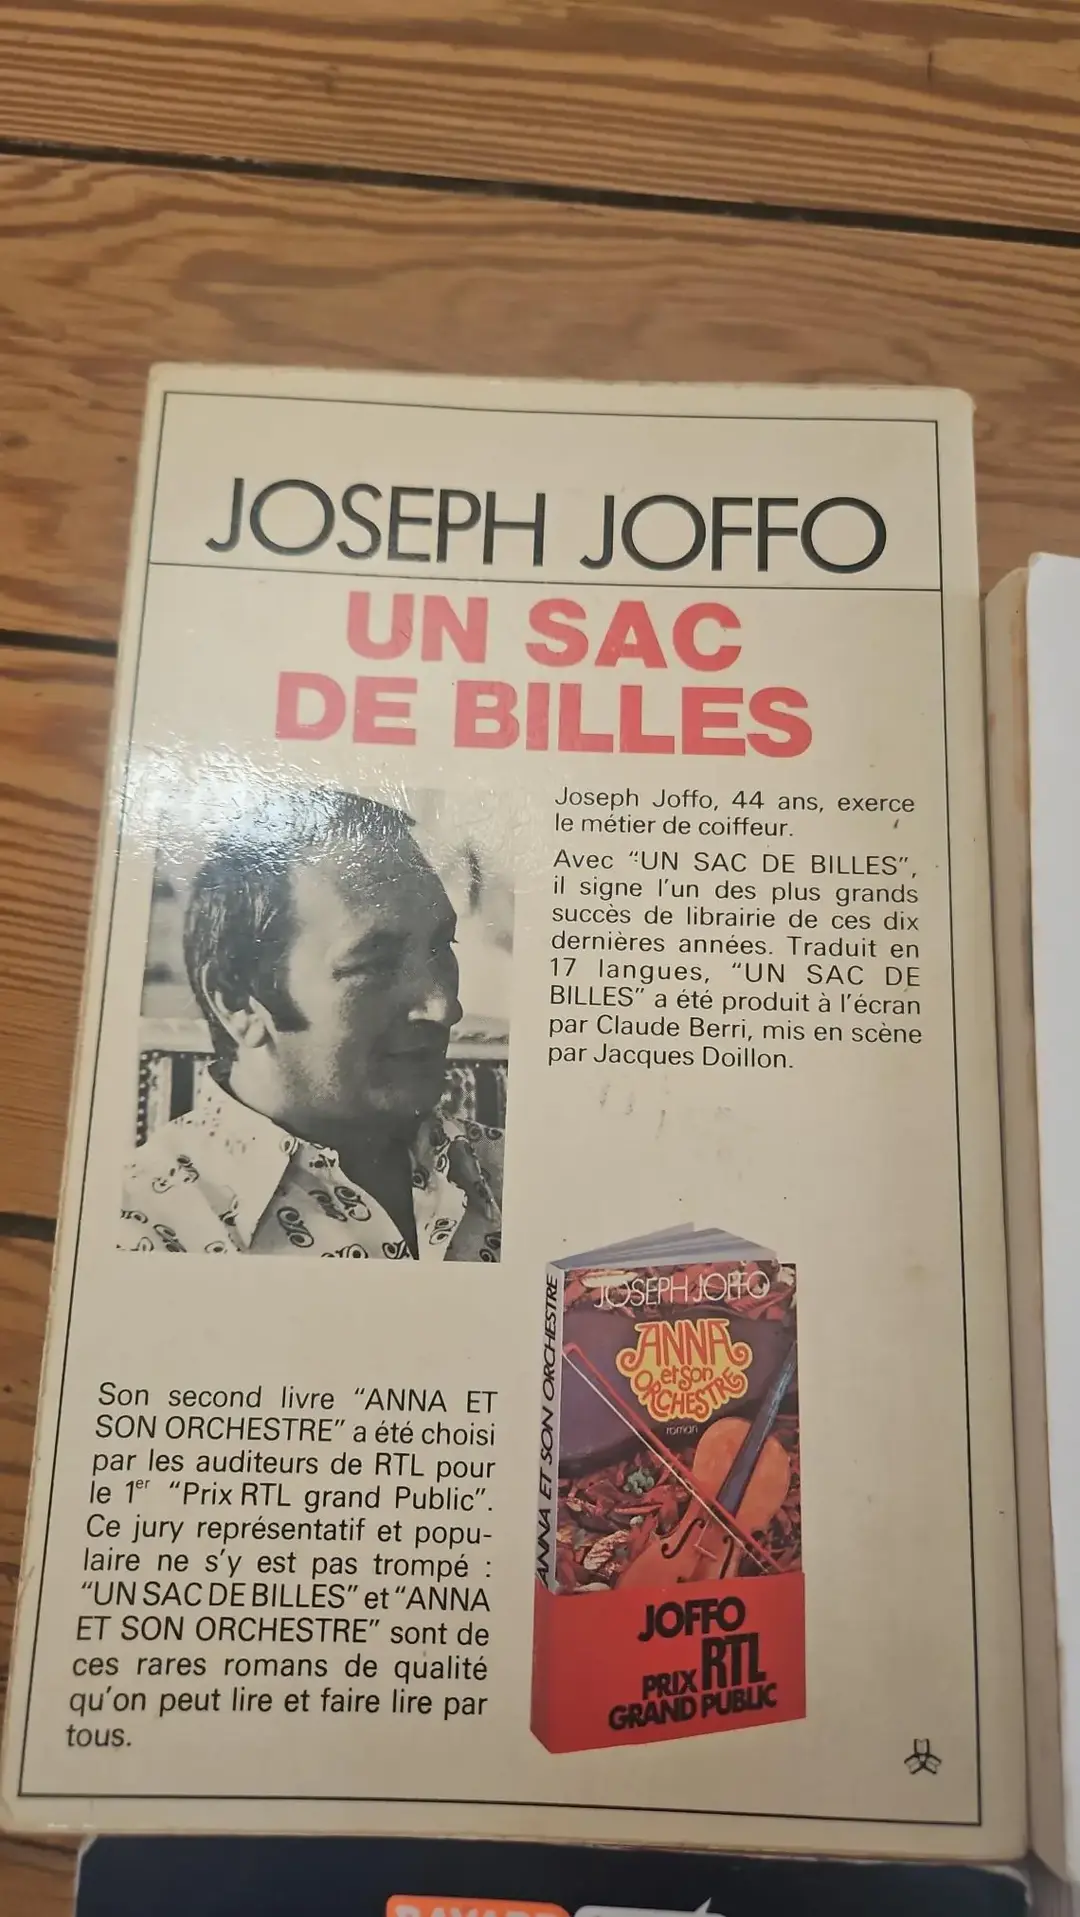 JOSEPH JOFFO
UN SAC
DE BILLES
Joseph Joffo, 44 ans, exerce
le métier de coiffeur.
Avec “UN SAC DE BILLES”,
il signe l’un des plus grands
succès de librairie de ces dix
dernières années. Traduit en
17 langues, “UN SAC DE
BILLES” a été produit à l’écran
par Claude Berri, mis en scène
par Jacques Doillon.
Son second livre “ANNA ET
SON ORCHESTRE” a été choisi
par les auditeurs de RTL pour
le 1er “Prix RTL grand Public”.
Ce jury représentatif et popu-
laire ne s’y est pas trompé :
“UN SAC DE BILLES” et “ANNA
ET SON ORCHESTRE” sont de
ces rares romans de qualité
qu’on peut lire et faire lire par
tous.
ANNA ET SON ORCHESTRE
JOSEPH JOFFO
ANNA
et son
ORCHESTRE
roman
JOFFO
PRIX RTL
GRAND PUBLIC
BAYARD